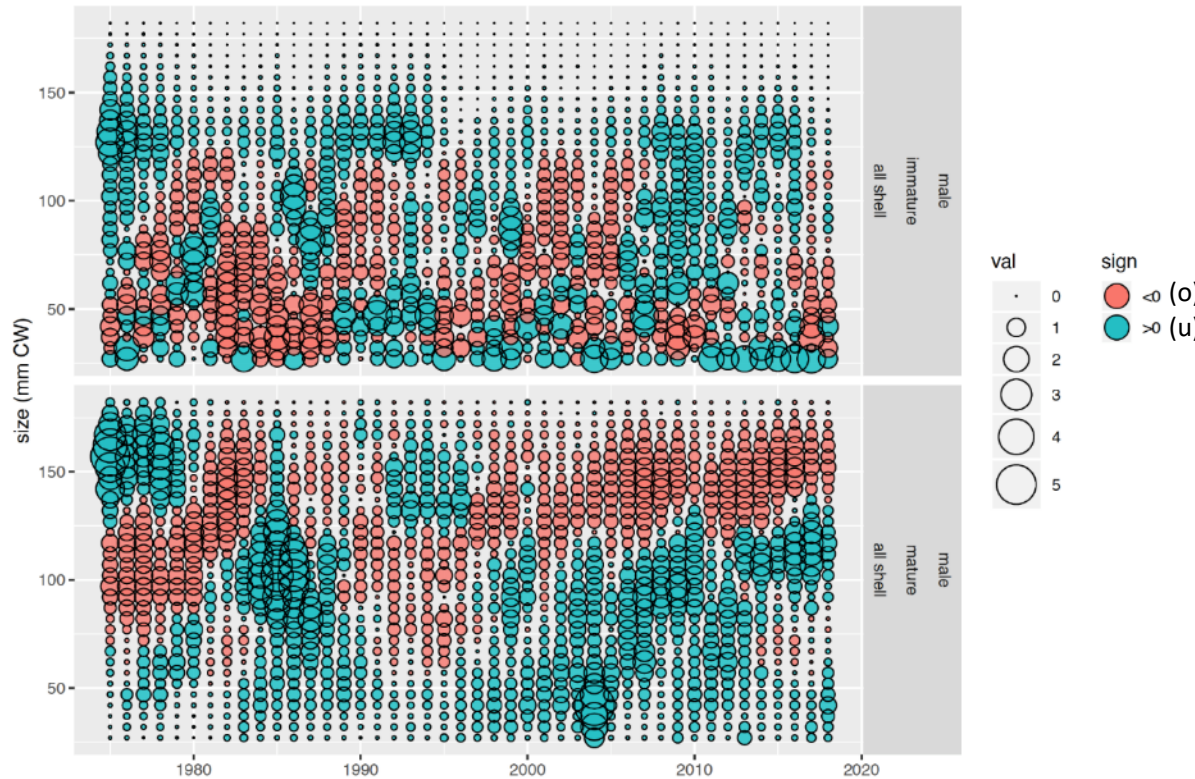 150
100
50
male
immature
all shell
150
100
50
male
mature
all shell
size (mm CW)
1980
1990
2000
2010
2020
val
0
1
2
3
4
5
sign
<0 (o)
>0 (u)